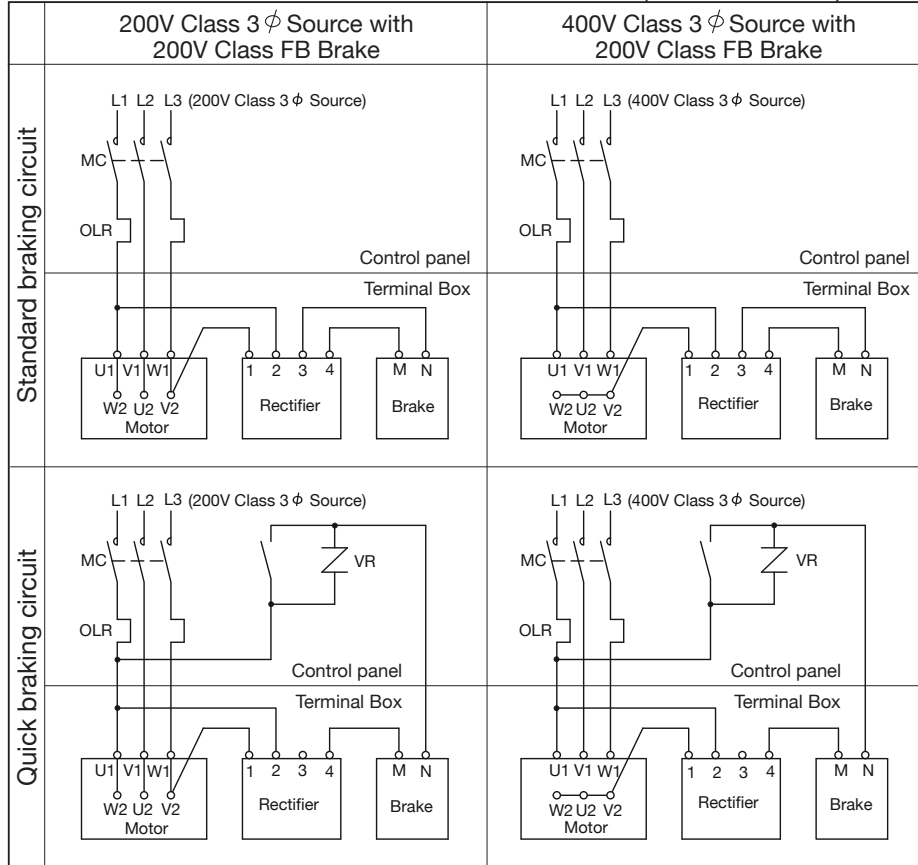 200V Class 3 ϕ Source with
200V Class FB Brake
400V Class 3 ϕ Source with
200V Class FB Brake
Standard braking circuit
L1 L2 L3 (200V Class 3 ϕ Source)
MC
OLR
Control panel
Terminal Box
U1 V1 W1
1 2 3 4
M N
W2 U2 V2
Motor
Rectifier
Brake
L1 L2 L3 (400V Class 3 ϕ Source)
MC
OLR
Control panel
Terminal Box
U1 V1 W1
1 2 3 4
M N
W2 U2 V2
Motor
Rectifier
Brake
Quick braking circuit
L1 L2 L3 (200V Class 3 ϕ Source)
MC
VR
OLR
Control panel
Terminal Box
U1 V1 W1
1 2 3 4
M N
W2 U2 V2
Motor
Rectifier
Brake
L1 L2 L3 (400V Class 3 ϕ Source)
MC
VR
OLR
Control panel
Terminal Box
U1 V1 W1
1 2 3 4
M N
W2 U2 V2
Motor
Rectifier
Brake